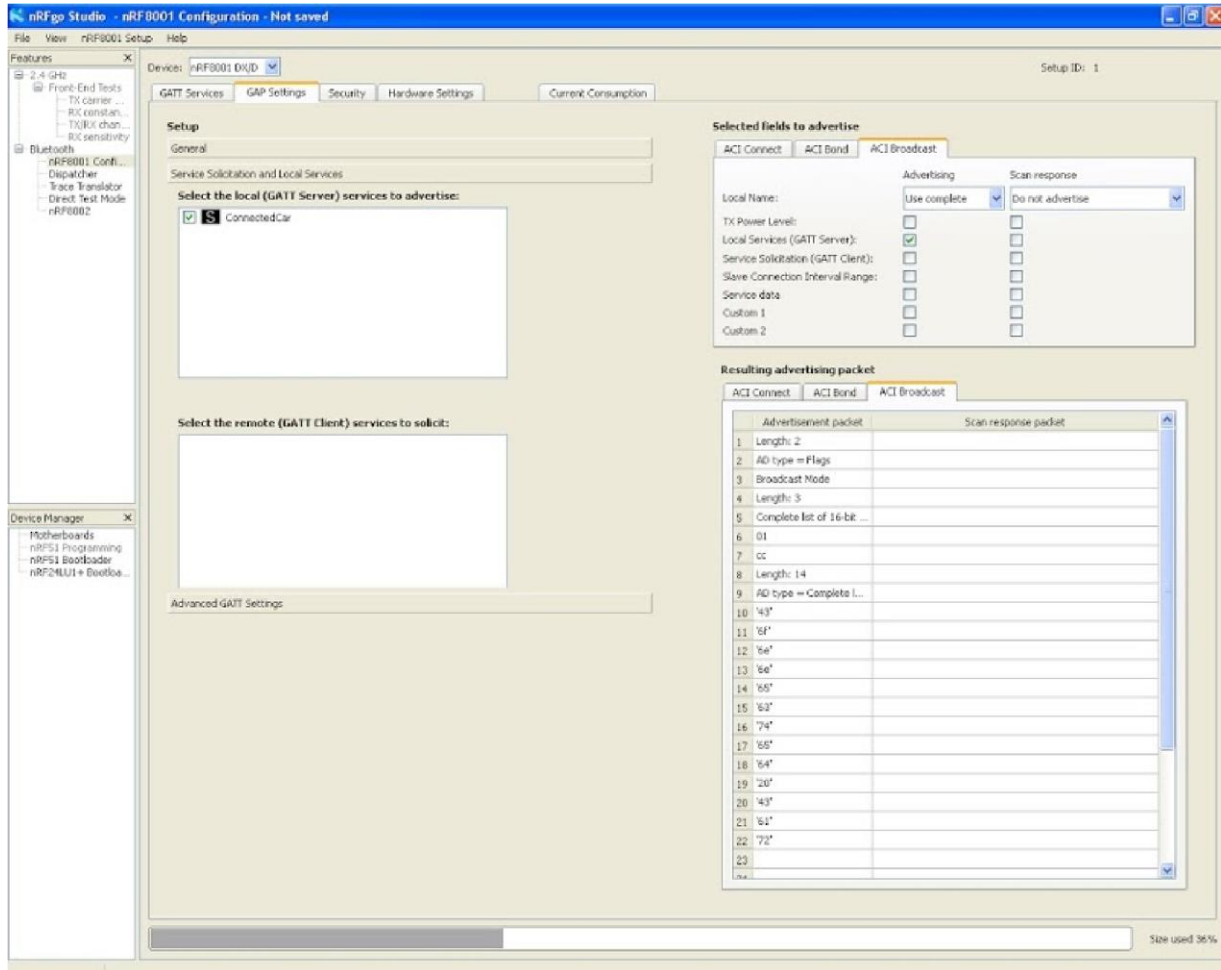 nRFgo Studio - nRF8001 Configuration - Not saved
File View nRF8001 Setup Help
Features
2.4 GHz
Front-End Tests
TX carrier ...
RX constan...
TX/RX chan...
RX sensitivity
Bluetooth
nRF8001 Confi...
Dispatcher
Trace Translator
Direct Test Mode
nRF8002
Device Manager
Motherboards
nRF51 Programming
nRF51 Bootloader
nRF24LU1+ Bootloa...
Device: nRF8001 DX/D
Setup ID: 1
GATT Services GAP Settings Security Hardware Settings Current Consumption
Setup
General
Service Solicitation and Local Services
Select the local (GATT Server) services to advertise:
S ConnectedCar
Select the remote (GATT Client) services to solicit:
Advanced GATT Settings
Selected fields to advertise
ACI Connect ACI Bond ACI Broadcast
Advertising Scan response
Local Name: Use complete Do not advertise
TX Power Level:
Local Services (GATT Server):
Service Solicitation (GATT Client):
Slave Connection Interval Range:
Service data
Custom 1
Custom 2
Resulting advertising packet
ACI Connect ACI Bond ACI Broadcast
Advertisement packet Scan response packet
1 Length: 2
2 AD type = Flags
3 Broadcast Mode
4 Length: 3
5 Complete list of 16-bit ...
6 01
7 cc
8 Length: 14
9 AD type = Complete l...
10 '43"
11 '6f"
12 '6e"
13 '6e"
14 '65"
15 '63"
16 '74"
17 '65"
18 '64"
19 '20"
20 '43"
21 '61"
22 '72"
23
Size used 36%